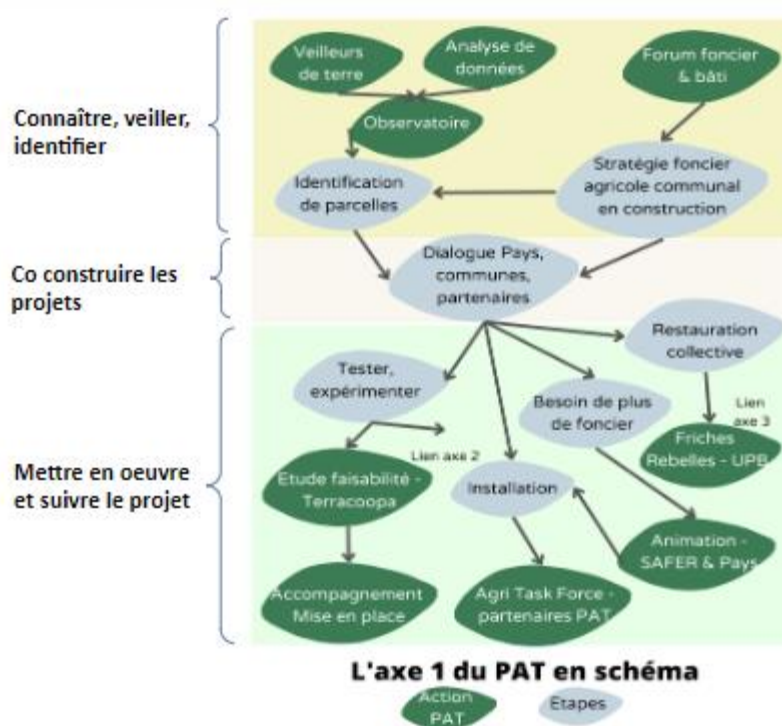 Connaître, veiller,
identifier
Veilleurs
de terre
Analyse de
données
Forum foncier
& bâti
Observatoire
Identification
de parcelles
Stratégie foncier
agricole communal
en construction
Co construire les
projets
Dialogue Pays,
communes,
partenaires
Mettre en oeuvre
et suivre le projet
Tester,
expérimenter
Restauration
collective
Besoin de plus
de foncier
Lien
axe 3
Lien axe 2
Friches
Rebelles - UPB
Etude faisabilité -
Terracoopa
Installation
Animation -
SAFER & Pays
Accompagnement
Mise en place
Agri Task Force -
partenaires PAT
L'axe 1 du PAT en schéma
Action
PAT
Etapes